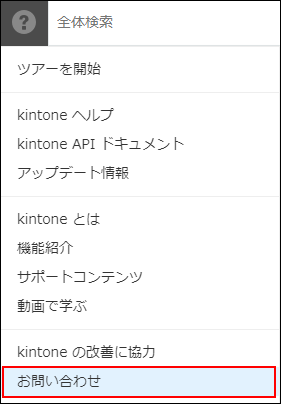 ?
全体検索
ツアーを開始
kintone ヘルプ
kintone API ドキュメント
アップデート情報
kintone とは
機能紹介
サポートコンテンツ
動画で学ぶ
kintone の改善に協力
お問い合わせ